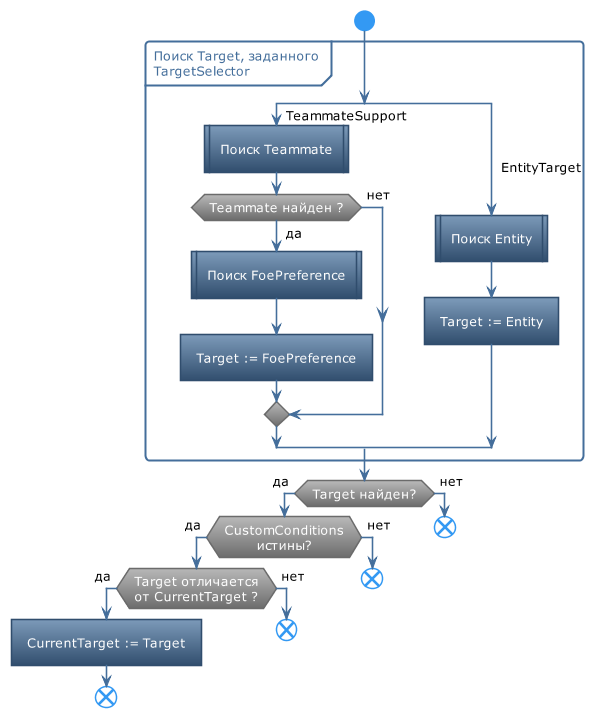 Поиск Target, заданного
TargetSelector
TeammateSupport
Поиск Teammate
EntityTarget
Teammate найден ?
нет
да
Поиск Entity
Поиск FoePreference
Target := Entity
Target := FoePreference
да
Target найден?
нет
да
CustomConditions
истины?
нет
да
Target отличается
от CurrentTarget ?
нет
CurrentTarget := Target